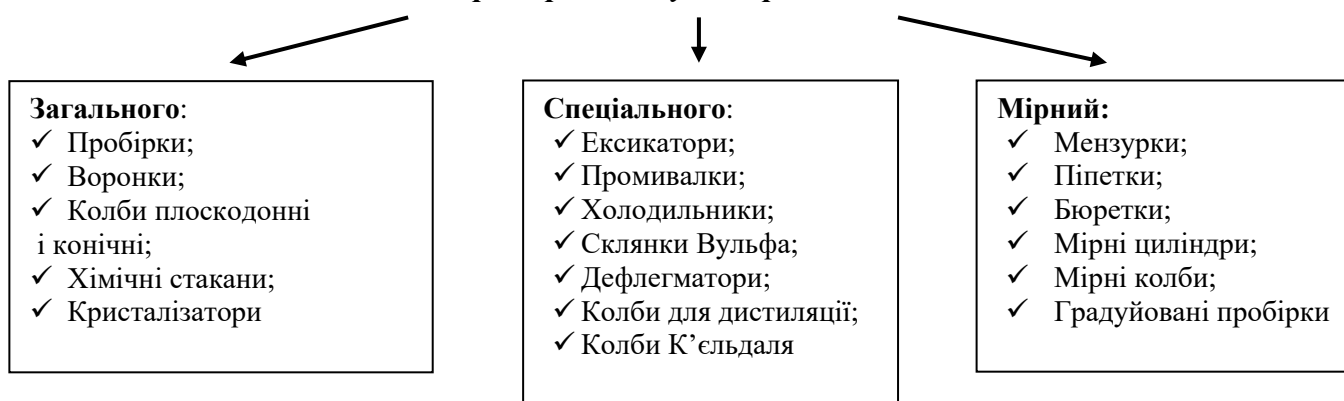 Загального:
✓ Пробірки;
✓ Воронки;
✓ Колби плоскодонні
і конічні;
✓ Хімічні стакани;
✓ Кристалізатори
Спеціального:
✓ Ексикатори;
✓ Промивалки;
✓ Холодильники;
✓ Склянки Вульфа;
✓ Дефлегматори;
✓ Колби для дистиляції;
✓ Колби К’єльдаля
Мірний:
✓ Мензурки;
✓ Піпетки;
✓ Бюретки;
✓ Мірні циліндри;
✓ Мірні колби;
✓ Градуйовані пробірки